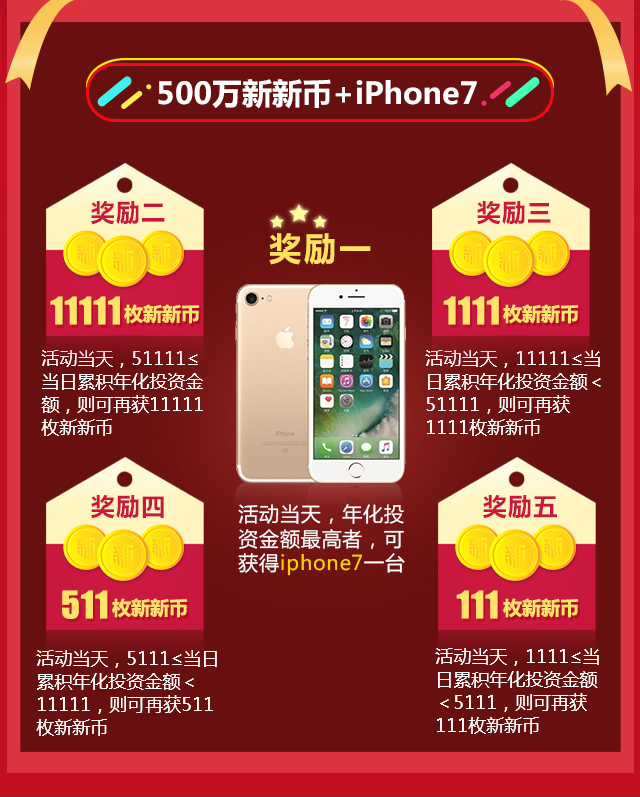 500万新新币+iPhone7
奖励一
活动当天，年化投
资金额最高者，可
获得iphone7一台
奖励二
11111枚新新币
活动当天，51111≤
当日累积年化投资金
额，则可再获11111
枚新新币
奖励三
1111枚新新币
活动当天，11111≤当
日累积年化投资金额＜
51111，则可再获
1111枚新新币
奖励四
511枚新新币
活动当天，5111≤当日
累积年化投资金额＜
11111，则可再获511
枚新新币
奖励五
111枚新新币
活动当天，1111≤当
日累积年化投资金额
＜5111，则可再获
111枚新新币